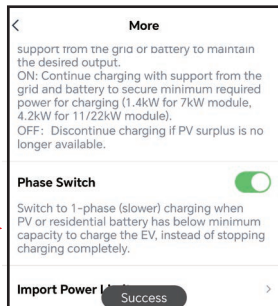 More
support from the grid or battery to maintain
the desired output.
ON: Continue charging with support from the
grid and battery to secure minimum required
power for charging (1.4kW for 7kW module,
4.2kW for 11/22kW module).
OFF: Discontinue charging if PV surplus is no
longer available.
Phase Switch
Switch to 1-phase (slower) charging when
PV or residential battery has below minimum
capacity to charge the EV, instead of stopping
charging completely.
Import Power
Success